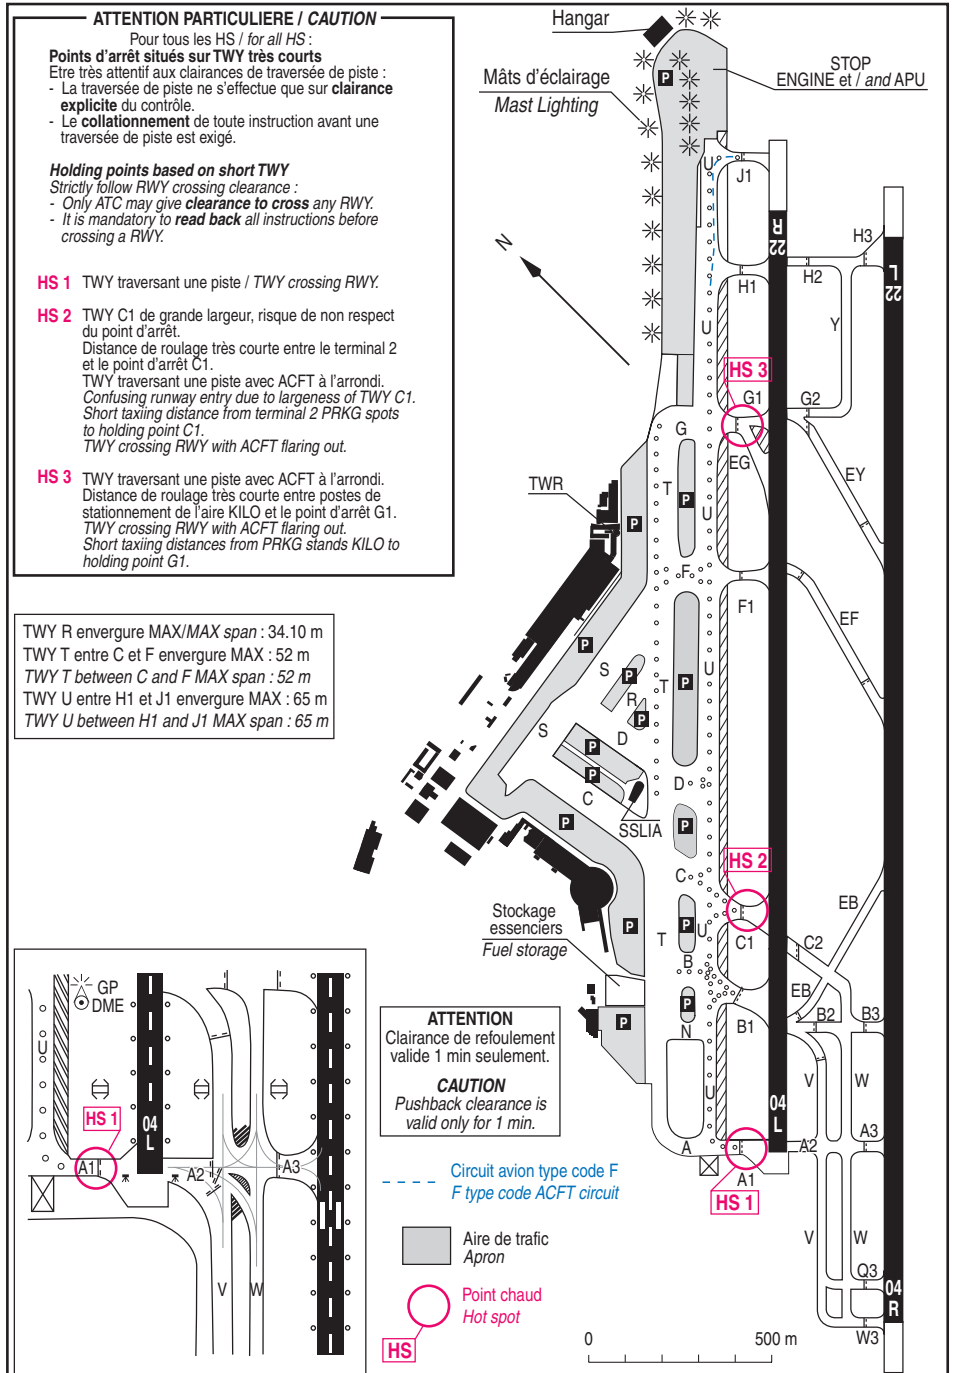 ATTENTION PARTICULIERE / CAUTION
Pour tous les HS / for all HS :
Points d'arrêt situés sur TWY très courts
Etre très attentif aux clairances de traversée de piste :
- La traversée de piste ne s'effectue que sur clairance
explicite du contrôle.
- Le collationnement de toute instruction avant une
traversée de piste est exigé.
Holding points based on short TWY
Strictly follow RWY crossing clearance :
- Only ATC may give clearance to cross any RWY.
- It is mandatory to read back all instructions before
crossing a RWY.
HS 1 TWY traversant une piste / TWY crossing RWY.
HS 2 TWY C1 de grande largeur, risque de non respect
du point d'arrêt.
Distance de roulage très courte entre le terminal 2
et le point d'arrêt C1.
TWY traversant une piste avec ACFT à l'arrondi.
Confusing runway entry due to largeness of TWY C1.
Short taxiing distance from terminal 2 PRKG spots
to holding point C1.
TWY crossing RWY with ACFT flaring out.
HS 3 TWY traversant une piste avec ACFT à l'arrondi.
Distance de roulage très courte entre postes de
stationnement de l'aire KILO et le point d'arrêt G1.
TWY crossing RWY with ACFT flaring out.
Short taxiing distances from PRKG stands KILO to
holding point G1.
TWY R envergure MAX/MAX span : 34.10 m
TWY T entre C et F envergure MAX : 52 m
TWY T between C and F MAX span : 52 m
TWY U entre H1 et J1 envergure MAX : 65 m
TWY U between H1 and J1 MAX span : 65 m
Hangar
Mâts d'éclairage
Mast Lighting
STOP
ENGINE et / and APU
P
U
J1
22
R
H3
H2
22
L
H1
N
U
Y
HS 3
G1
G2
G
EG
EY
T
P
U
TWR
P
F
F1
EF
P
S
P
T
P
U
R
P
S
D
P
P
C
D
SSLIA
P
P
HS 2
C
EB
Stockage
essenciers
Fuel storage
P
T
P
U
C1
C2
B
EB
P
P
N
B1
B2
B3
U
V
W
04
L
A
A2
A3
A1
HS 1
V
W
Q3
04
R
W3
GP
DME
U
HS 1
04
L
A1
A2
A3
V
W
ATTENTION
Clairance de refoulement
valide 1 min seulement.
CAUTION
Pushback clearance is
valid only for 1 min.
Circuit avion type code F
F type code ACFT circuit
Aire de trafic
Apron
Point chaud
Hot spot
HS
0
500 m